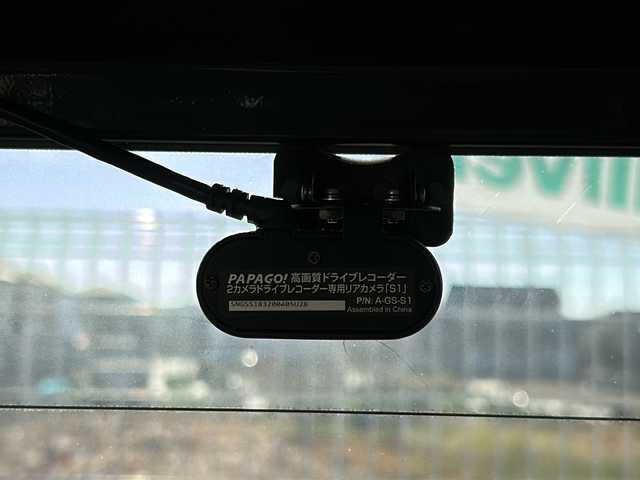 PAPAGO! 高画質ドライブレコーダー
2カメラドライブレコーダー専用リアカメラ「S1」
P/N: A-GS-S1
Assembled in China